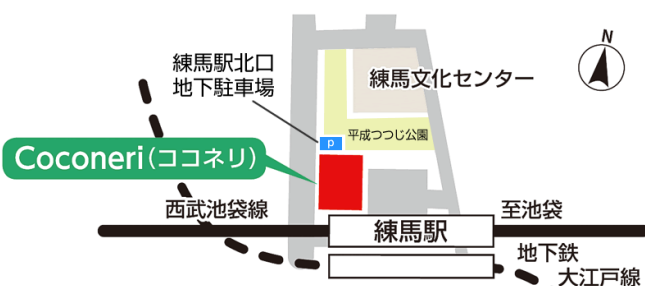 N
練馬駅北口
地下駐車場
練馬文化センター
P
平成つつじ公園
Coconeri(ココネリ)
西武池袋線
練馬駅
至池袋
地下鉄
大江戸線